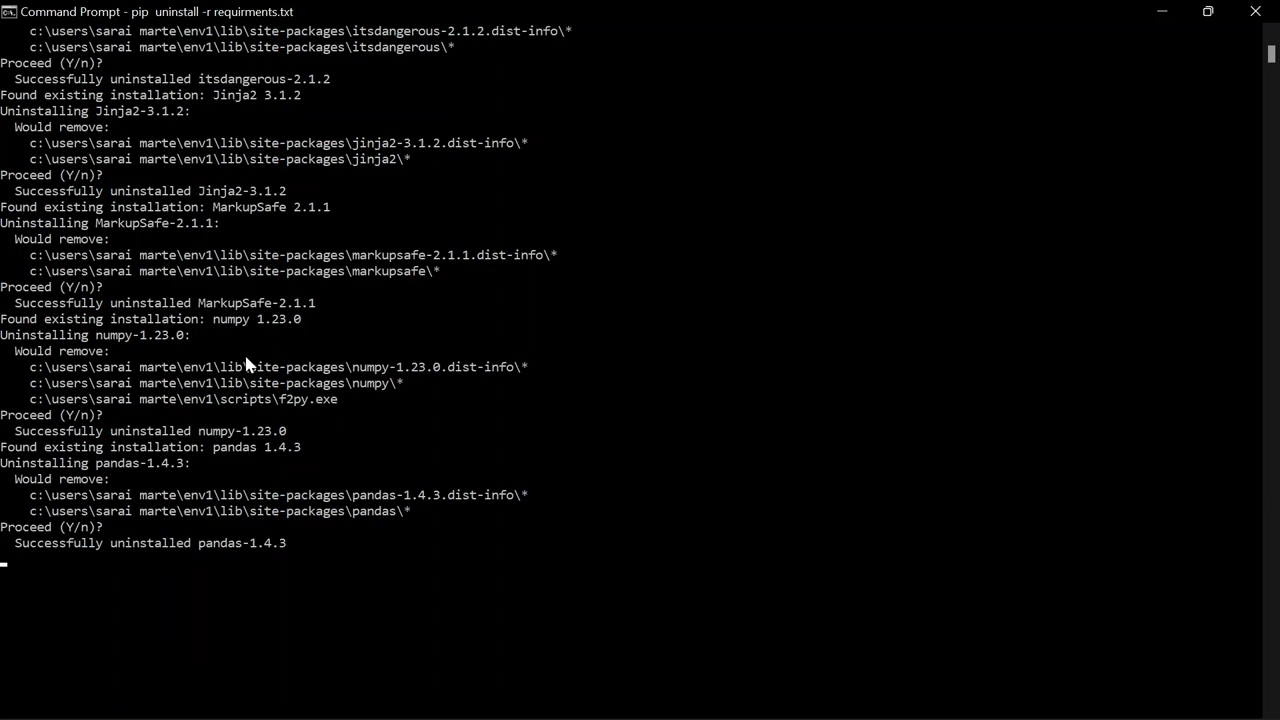 Command Prompt - pip  uninstall -r requirments.txt
c:\users\sarai marte\env1\lib\site-packages\itsdangerous-2.1.2.dist-info\*
c:\users\sarai marte\env1\lib\site-packages\itsdangerous\*
Proceed (Y/n)?
Successfully uninstalled itsdangerous-2.1.2
Found existing installation: Jinja2 3.1.2
Uninstalling Jinja2-3.1.2:
Would remove:
c:\users\sarai marte\env1\lib\site-packages\jinja2-3.1.2.dist-info\*
c:\users\sarai marte\env1\lib\site-packages\jinja2\*
Proceed (Y/n)?
Successfully uninstalled Jinja2-3.1.2
Found existing installation: MarkupSafe 2.1.1
Uninstalling MarkupSafe-2.1.1:
Would remove:
c:\users\sarai marte\env1\lib\site-packages\markupsafe-2.1.1.dist-info\*
c:\users\sarai marte\env1\lib\site-packages\markupsafe\*
Proceed (Y/n)?
Successfully uninstalled MarkupSafe-2.1.1
Found existing installation: numpy 1.23.0
Uninstalling numpy-1.23.0:
Would remove:
c:\users\sarai marte\env1\lib\site-packages\numpy-1.23.0.dist-info\*
c:\users\sarai marte\env1\lib\site-packages\numpy\*
c:\users\sarai marte\env1\scripts\f2py.exe
Proceed (Y/n)?
Successfully uninstalled numpy-1.23.0
Found existing installation: pandas 1.4.3
Uninstalling pandas-1.4.3:
Would remove:
c:\users\sarai marte\env1\lib\site-packages\pandas-1.4.3.dist-info\*
c:\users\sarai marte\env1\lib\site-packages\pandas\*
Proceed (Y/n)?
Successfully uninstalled pandas-1.4.3